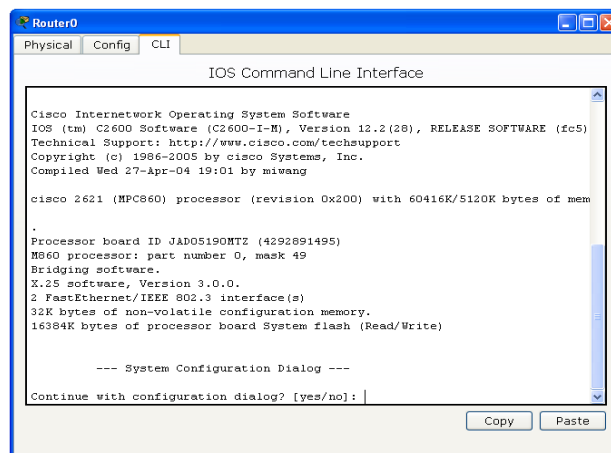 Router0
Physical Config CLI
IOS Command Line Interface
Cisco Internetwork Operating System Software
IOS (tm) C2600 Software (C2600-I-M), Version 12.2(28), RELEASE SOFTWARE (fc5)
Technical Support: http://www.cisco.com/techsupport
Copyright (c) 1986-2005 by cisco Systems, Inc.
Compiled Wed 27-Apr-04 19:01 by miwang
cisco 2621 (MPC860) processor (revision 0x200) with 60416K/5120K bytes of mem
.
Processor board ID JAD05190MTZ (4292891495)
M860 processor: part number 0, mask 49
Bridging software.
X.25 software, Version 3.0.0.
2 FastEthernet/IEEE 802.3 interface(s)
32K bytes of non-volatile configuration memory.
16384K bytes of processor board System flash (Read/Write)
--- System Configuration Dialog ---
Continue with configuration dialog? [yes/no]:
Copy Paste